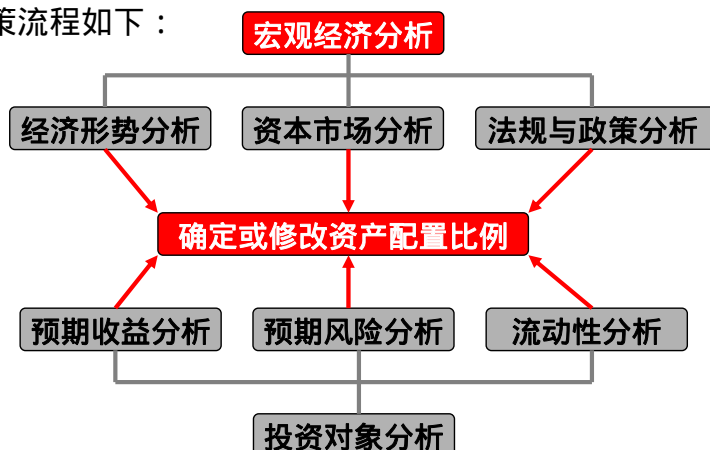 策流程如下：
宏观经济分析
经济形势分析
资本市场分析
法规与政策分析
确定或修改资产配置比例
预期收益分析
预期风险分析
流动性分析
投资对象分析